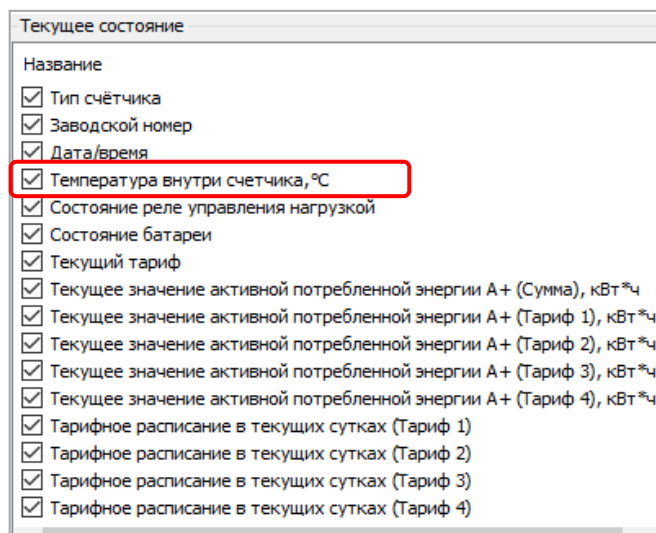 Текущее состояние
Название
Тип счётчика
Заводской номер
Дата/время
Температура внутри счетчика,°C
Состояние реле управления нагрузкой
Состояние батареи
Текущий тариф
Текущее значение активной потребленной энергии А+ (Сумма), кВт*ч
Текущее значение активной потребленной энергии А+ (Тариф 1), кВт*ч
Текущее значение активной потребленной энергии А+ (Тариф 2), кВт*ч
Текущее значение активной потребленной энергии А+ (Тариф 3), кВт*ч
Текущее значение активной потребленной энергии А+ (Тариф 4), кВт*ч
Тарифное расписание в текущих сутках (Тариф 1)
Тарифное расписание в текущих сутках (Тариф 2)
Тарифное расписание в текущих сутках (Тариф 3)
Тарифное расписание в текущих сутках (Тариф 4)